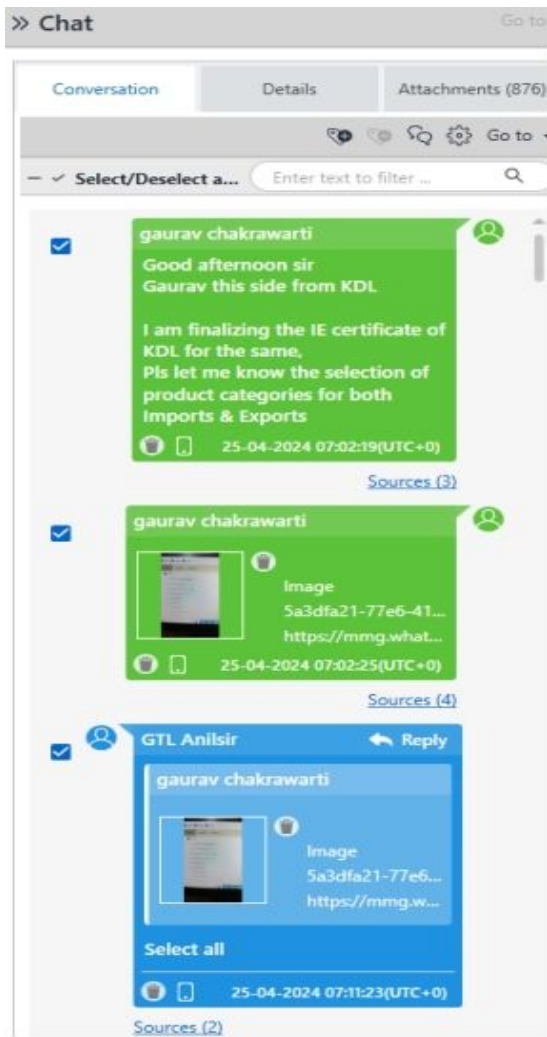 » Chat
Go to
Conversation
Details
Attachments (876)
Go to
Select/Deselect a...
Enter text to filter ...
gaurav chakrawarti
Good afternoon sir
Gaurav this side from KDL
I am finalizing the IE certificate of
KDL for the same,
Pls let me know the selection of
product categories for both
Imports & Exports
25-04-2024 07:02:19(UTC+0)
Sources (3)
gaurav chakrawarti
Image
5a3dfa21-77e6-41...
https://mmg.what...
25-04-2024 07:02:25(UTC+0)
Sources (4)
GTL Anilsir
Reply
gaurav chakrawarti
Image
5a3dfa21-77e6...
https://mmg.w...
Select all
25-04-2024 07:11:23(UTC+0)
Sources (2)